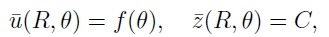 ū(R, θ) = f(θ), z̄(R, θ) = C,